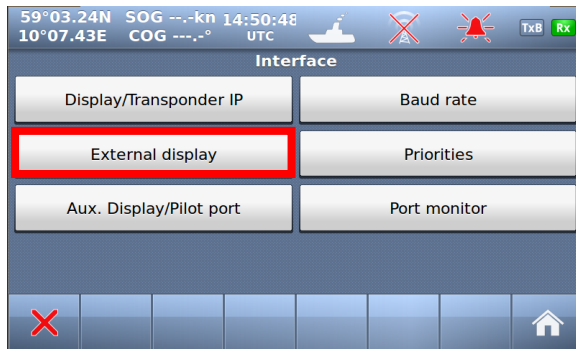 59°03.24N SOG --.-kn 14:50:48
10°07.43E COG ---.-° UTC
TxB Rx
Interface
Display/Transponder IP Baud rate
External display Priorities
Aux. Display/Pilot port Port monitor